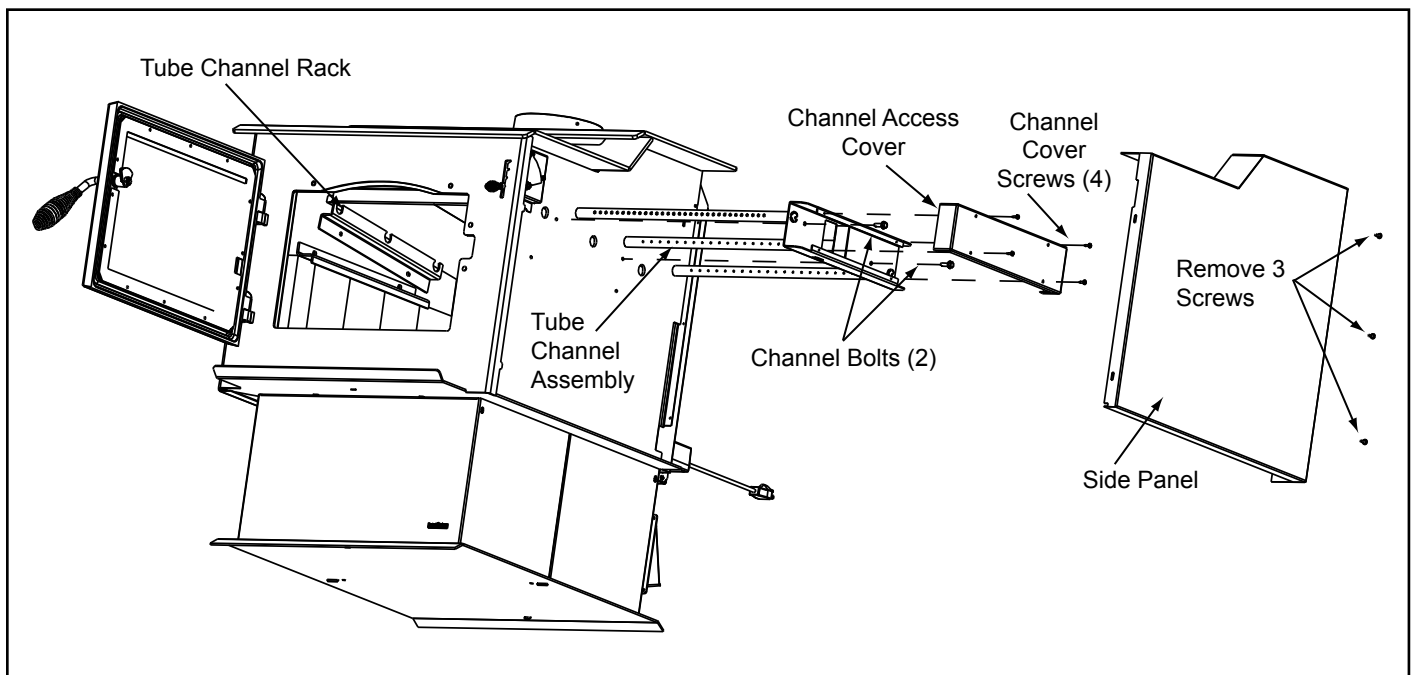 Tube Channel Rack
Channel Access
Cover
Channel
Cover
Screws (4)
Remove 3
Screws
Tube
Channel
Assembly
Channel Bolts (2)
Side Panel